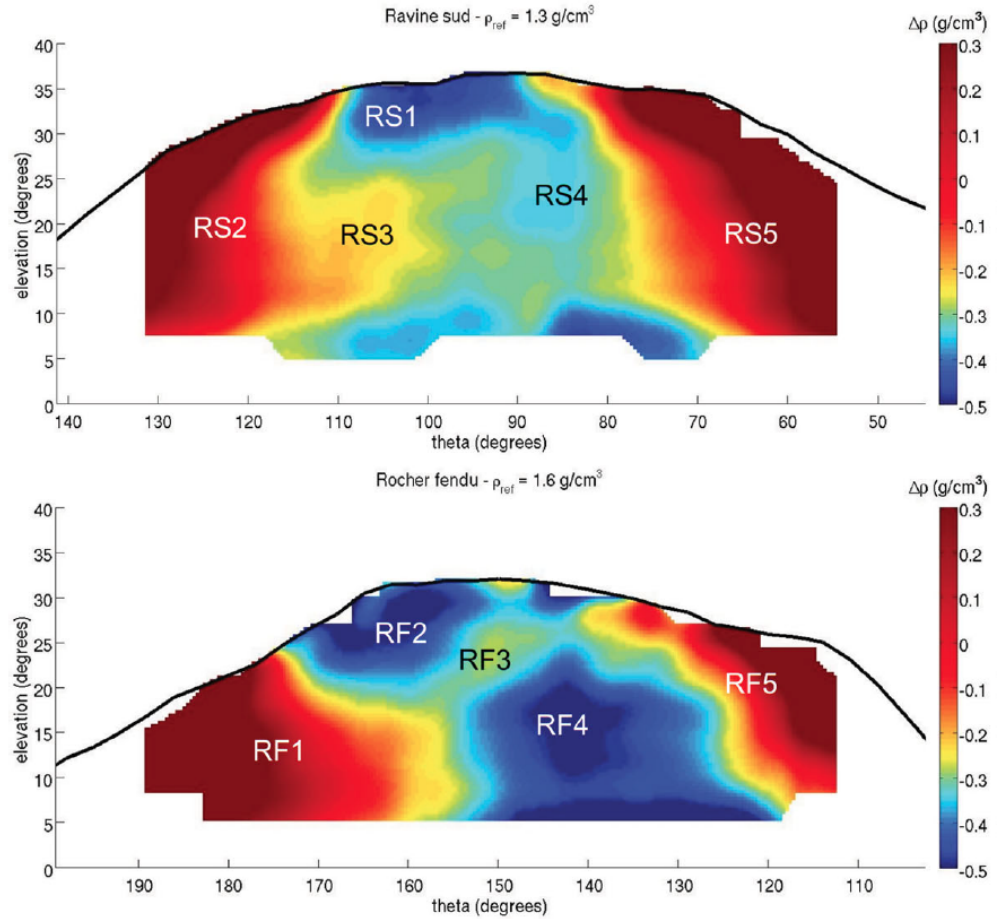 Ravine sud - ρref = 1.3 g/cm³
Δρ (g/cm³)
elevation (degrees)
40
35
30
25
20
15
10
5
0
RS1
RS2
RS3
RS4
RS5
140 130 120 110 100 90 80 70 60 50
theta (degrees)
0.3
0.2
0.1
0
-0.1
-0.2
-0.3
-0.4
-0.5
Rocher fendu - ρref = 1.6 g/cm³
Δρ (g/cm³)
elevation (degrees)
40
35
30
25
20
15
10
5
0
RF1
RF2
RF3
RF4
RF5
190 180 170 160 150 140 130 120 110
theta (degrees)
0.3
0.2
0.1
0
-0.1
-0.2
-0.3
-0.4
-0.5